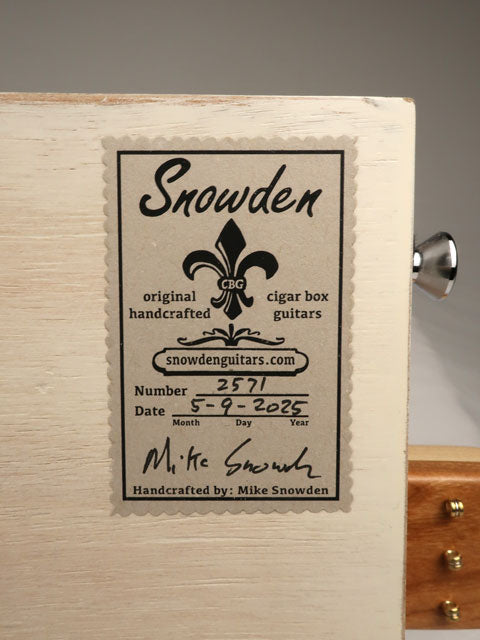 Snowden
CBG
original cigar box
handcrafted guitars
snowdenguitars.com
Number 2571
Date 5-9-2025
Month Day Year
Mike Snowden
Handcrafted by: Mike Snowden